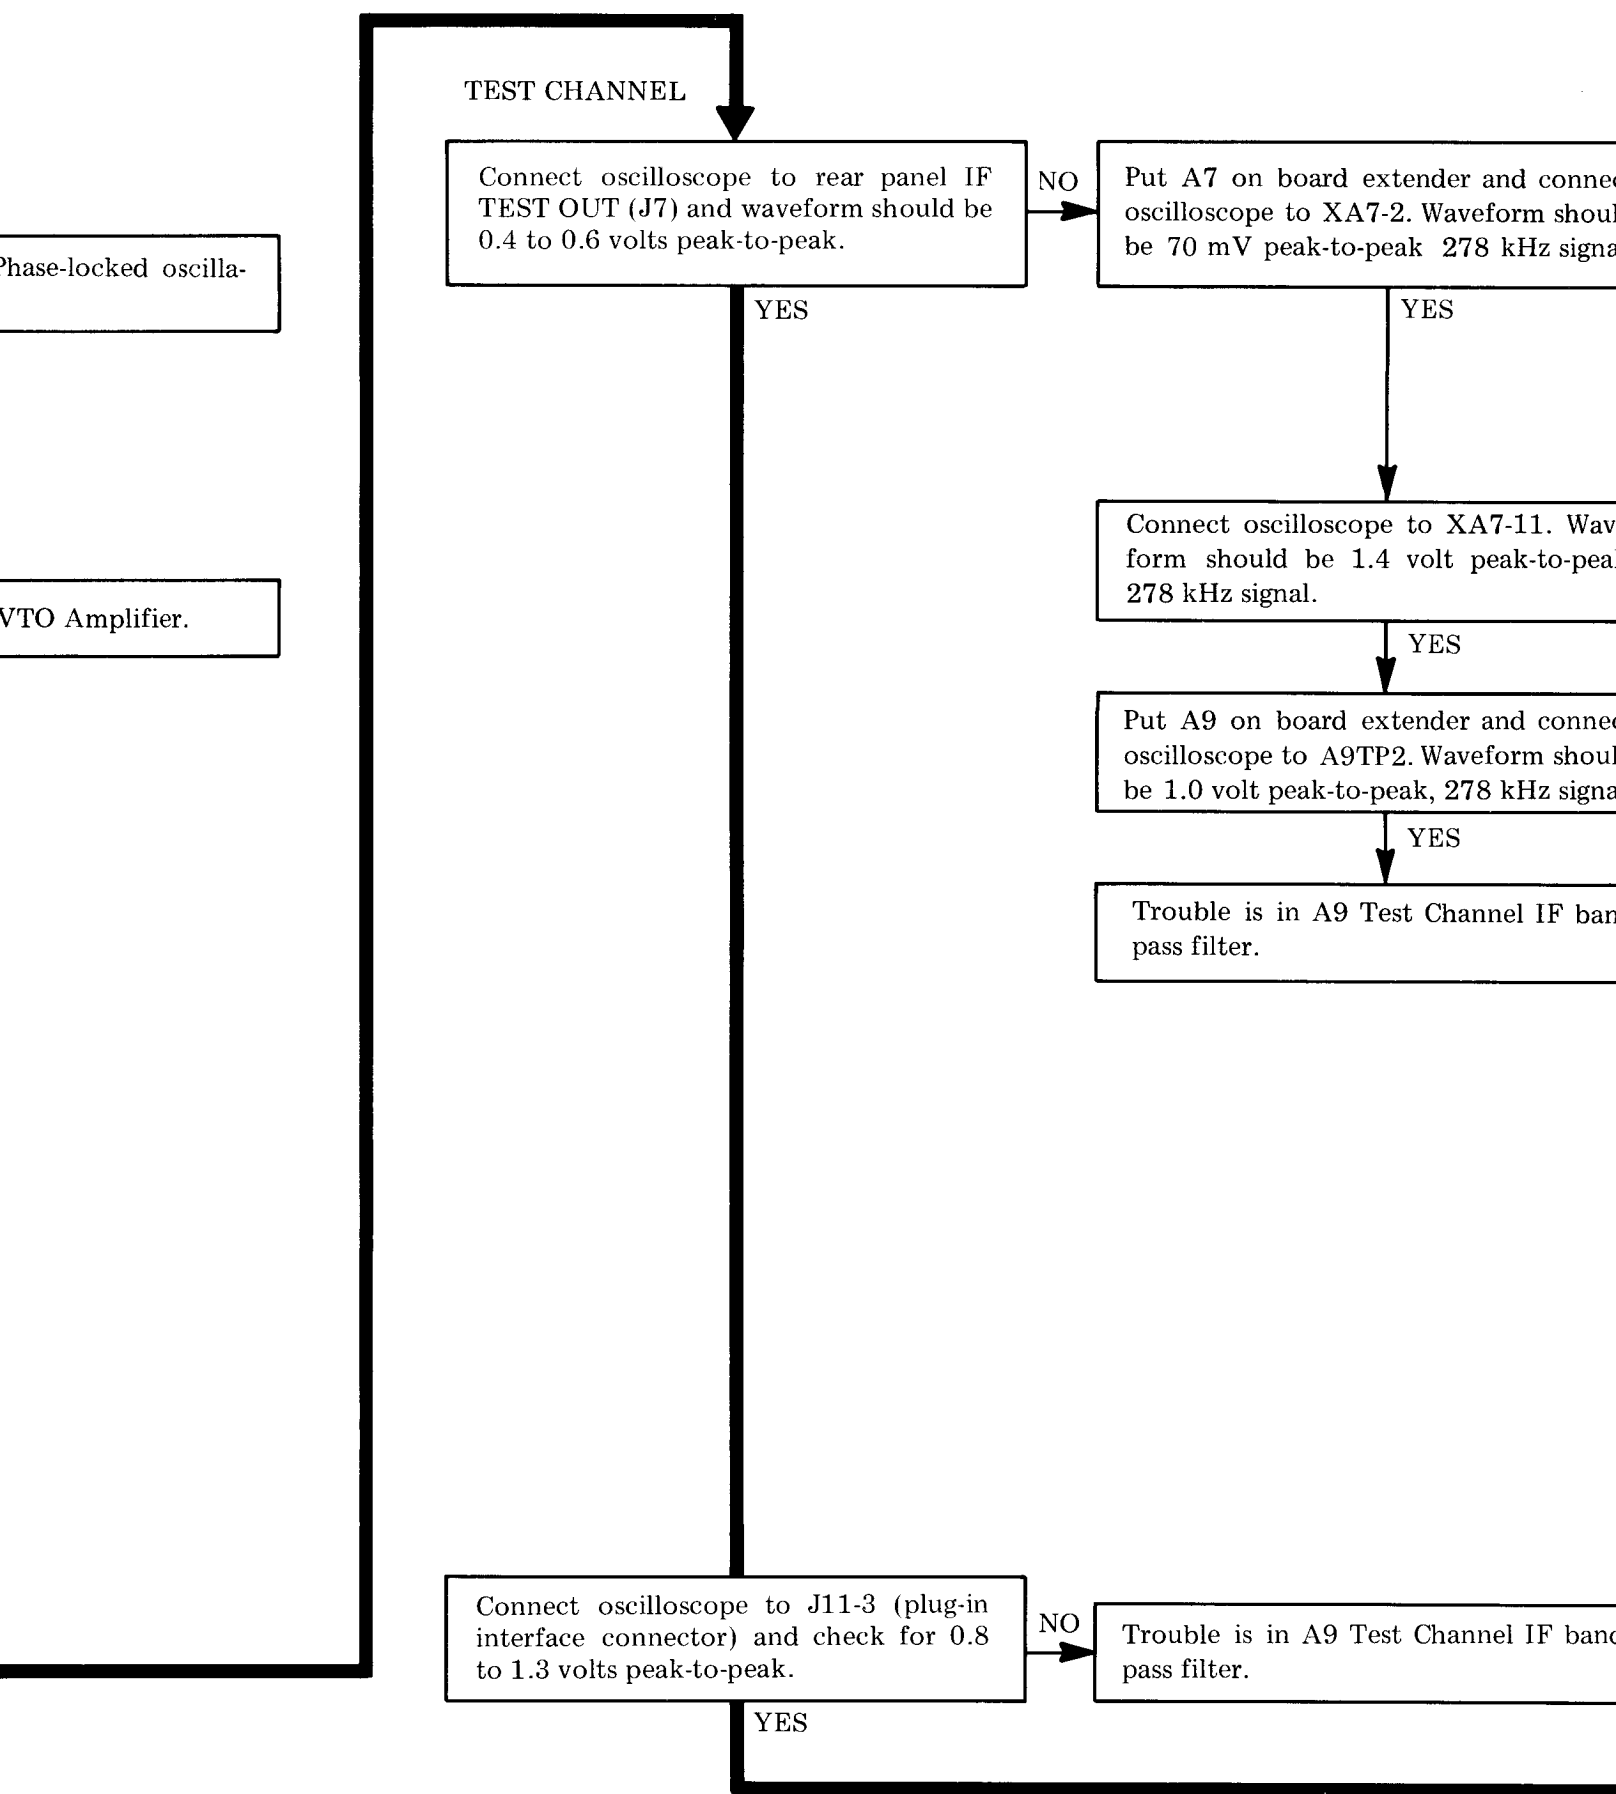 TEST CHANNEL
Connect oscilloscope to rear panel IF
TEST OUT (J7) and waveform should be
0.4 to 0.6 volts peak-to-peak.
NO
YES
Put A7 on board extender and connec
oscilloscope to XA7-2. Waveform shoul
be 70 mV peak-to-peak 278 kHz signa
YES
Phase-locked oscilla-
VTO Amplifier.
Connect oscilloscope to XA7-11. Wav
form should be 1.4 volt peak-to-pea
278 kHz signal.
YES
Put A9 on board extender and connec
oscilloscope to A9TP2. Waveform shoul
be 1.0 volt peak-to-peak, 278 kHz signa
YES
Trouble is in A9 Test Channel IF ban
pass filter.
Connect oscilloscope to J11-3 (plug-in
interface connector) and check for 0.8
to 1.3 volts peak-to-peak.
NO
YES
Trouble is in A9 Test Channel IF banc
pass filter.